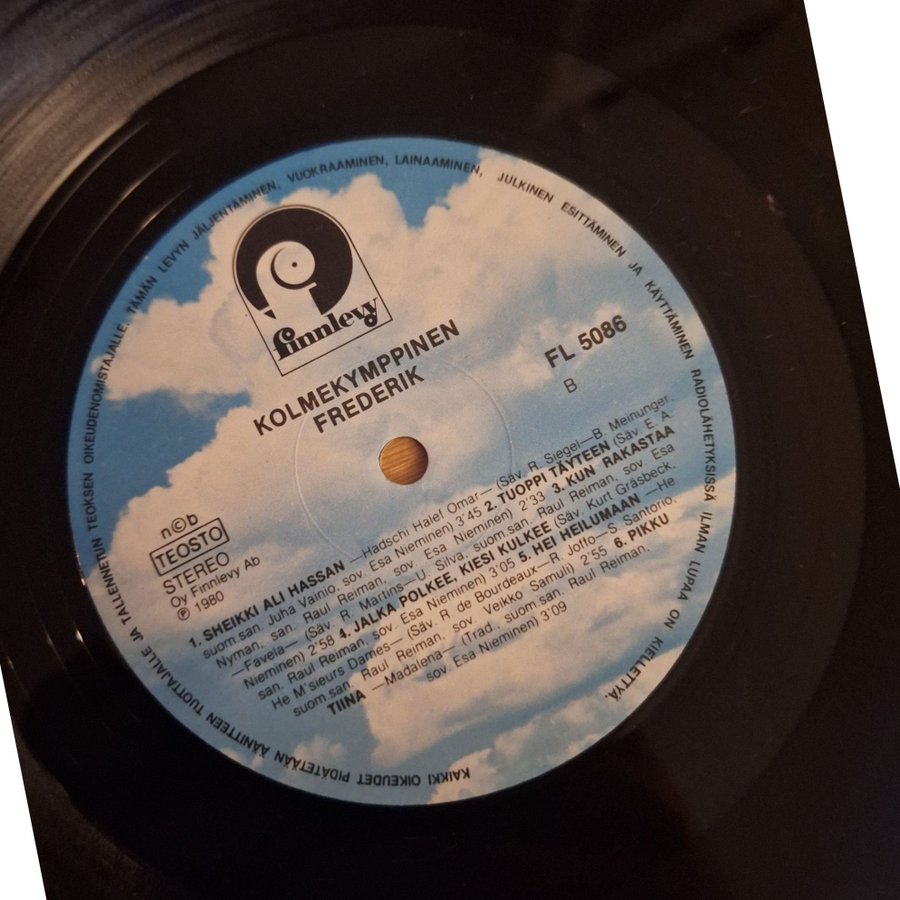 finnlevy
KOLMEKYMPPINEN
FREDERIK
FL 5086
B
n©b
TEOSTO
STEREO
Oy Finnlevy Ab
Ⓟ 1980
1. SHEIKKI ALI HASSAN —Hadschi Halef Omar— (Säv. R. Siegel—B. Meinunger,
suom.san. Juha Vainio, sov. Esa Nieminen) 3'45 2. TUOPPI TÄYTEEN (Säv. E. A.
Nyman, san. Raul Reiman, sov. Esa Nieminen) 2'33 3. KUN RAKASTAA
—Favela— (Säv. R. Martins—U. Silva, suom.san. Raul Reiman, sov. Esa
Nieminen) 2'58 4. JALKA POLKEE, KIESI KULKEE (Säv. Kurt Gräsbeck,
san. Raul Reiman, sov. Esa Nieminen) 3'05 5. HEI HEILUMAAN —He
He M'sieurs Dames— (Säv. R. de Bourdeaux—R. Joffo—S. Santorio,
suom.san. Raul Reiman, sov. Veikko Samuli) 2'55 6. PIKKU
TIINA —Madalena— (Trad., suom.san. Raul Reiman,
sov. Esa Nieminen) 3'09
KAIKKI OIKEUDET PIDÄTETÄÄN ÄÄNITTEEN TUOTTAJALLE JA TALLENNETUN TEOKSEN OIKEUDENOMISTAJALLE. TÄMÄN LEVYN JÄLJENTÄMINEN, VUOKRAAMINEN, LAINAAMINEN, JULKINEN ESITTÄMINEN JA KÄYTTÄMINEN RADIOLÄHETYKSISSÄ ILMAN LUPAA ON KIELLETTYÄ.